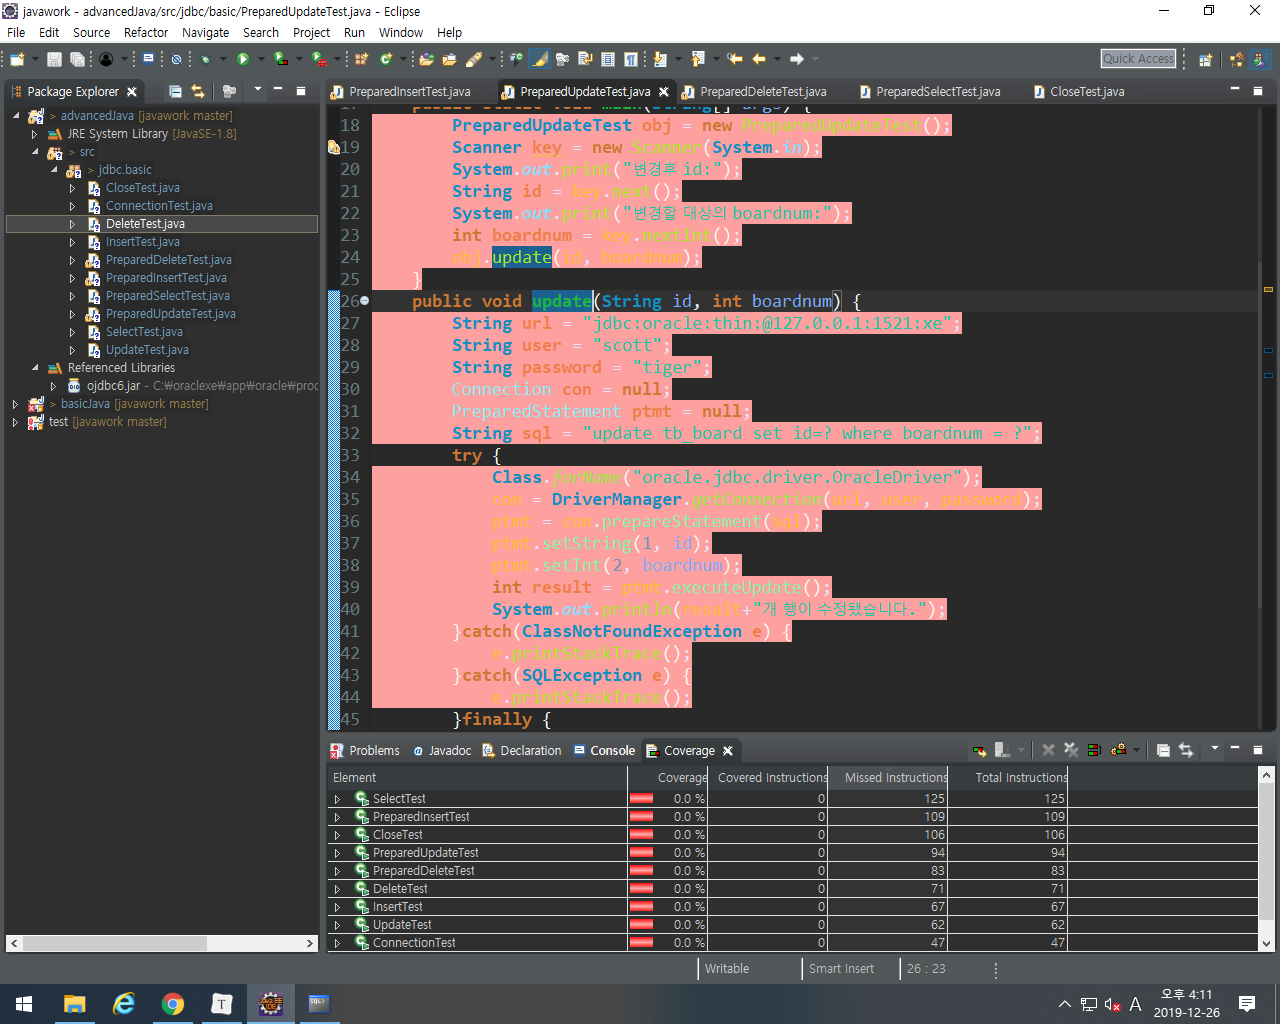 javawork - advancedJava/src/jdbc/basic/PreparedUpdateTest.java - Eclipse
File Edit Source Refactor Navigate Search Project Run Window Help
Quick Access
Package Explorer
PreparedInsertTest.java PreparedUpdateTest.java PreparedDeleteTest.java PreparedSelectTest.java CloseTest.java
> advancedJava [javawork master]
JRE System Library [JavaSE-1.8]
> src
> jdbc.basic
CloseTest.java
ConnectionTest.java
DeleteTest.java
InsertTest.java
PreparedDeleteTest.java
PreparedInsertTest.java
PreparedSelectTest.java
PreparedUpdateTest.java
SelectTest.java
UpdateTest.java
Referenced Libraries
ojdbc6.jar - C:₩oraclexe₩app₩oracle₩proc
> basicJava [javawork master]
test [javawork master]
17 public static void main(String[] args) {
18 PreparedUpdateTest obj = new PreparedUpdateTest();
19 Scanner key = new Scanner(System.in);
20 System.out.print("변경후 id:");
21 String id = key.next();
22 System.out.print("변경할 대상의 boardnum:");
23 int boardnum = key.nextInt();
24 obj.update(id, boardnum);
25 }
26 public void update(String id, int boardnum) {
27 String url = "jdbc:oracle:thin:@127.0.0.1:1521:xe";
28 String user = "scott";
29 String password = "tiger";
30 Connection con = null;
31 PreparedStatement ptmt = null;
32 String sql = "update tb_board set id=? where boardnum = ?";
33 try {
34 Class.forName("oracle.jdbc.driver.OracleDriver");
35 con = DriverManager.getConnection(url, user, password);
36 ptmt = con.prepareStatement(sql);
37 ptmt.setString(1, id);
38 ptmt.setInt(2, boardnum);
39 int result = ptmt.executeUpdate();
40 System.out.println(result+"개 행이 수정됐습니다.");
41 }catch(ClassNotFoundException e) {
42 e.printStackTrace();
43 }catch(SQLException e) {
44 e.printStackTrace();
45 }finally {
Problems Javadoc Declaration Console Coverage
Element Coverage Covered Instructions Missed Instructions Total Instructions
SelectTest 0.0 % 0 125 125
PreparedInsertTest 0.0 % 0 109 109
CloseTest 0.0 % 0 106 106
PreparedUpdateTest 0.0 % 0 94 94
PreparedDeleteTest 0.0 % 0 83 83
DeleteTest 0.0 % 0 71 71
InsertTest 0.0 % 0 67 67
UpdateTest 0.0 % 0 62 62
ConnectionTest 0.0 % 0 47 47
Writable Smart Insert 26 : 23
A 오후 4:11
2019-12-26